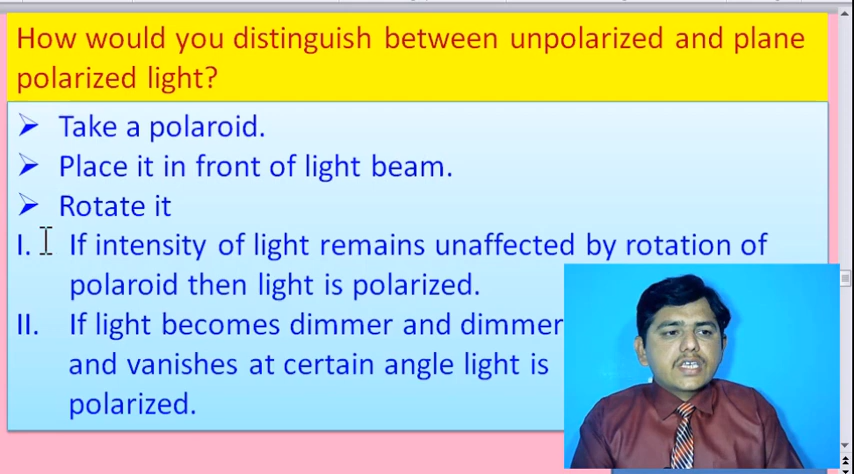 How would you distinguish between unpolarized and plane
polarized light?
➢ Take a polaroid.
➢ Place it in front of light beam.
➢ Rotate it
I. If intensity of light remains unaffected by rotation of
polaroid then light is polarized.
II. If light becomes dimmer and dimmer
and vanishes at certain angle light is
polarized.